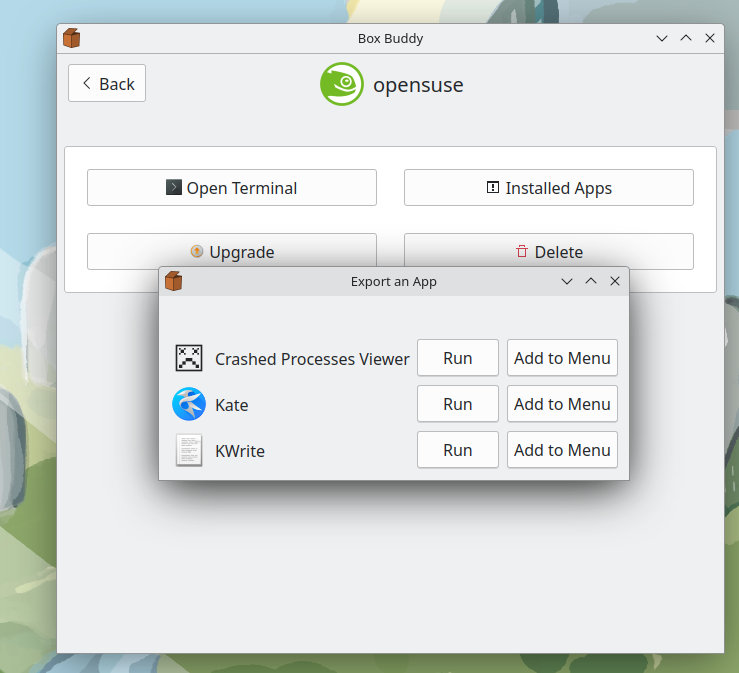 Box Buddy
Back
opensuse
Open Terminal
Installed Apps
Upgrade
Delete
Export an App
Crashed Processes Viewer Run Add to Menu
Kate Run Add to Menu
KWrite Run Add to Menu